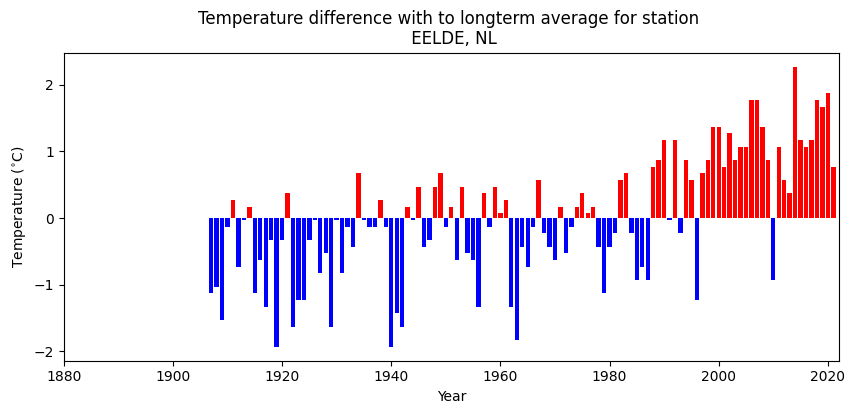 Temperature difference with to longterm average for station
EELDE, NL
Temperature (°C)
2
1
0
−1
−2
1880 1900 1920 1940 1960 1980 2000 2020
Year